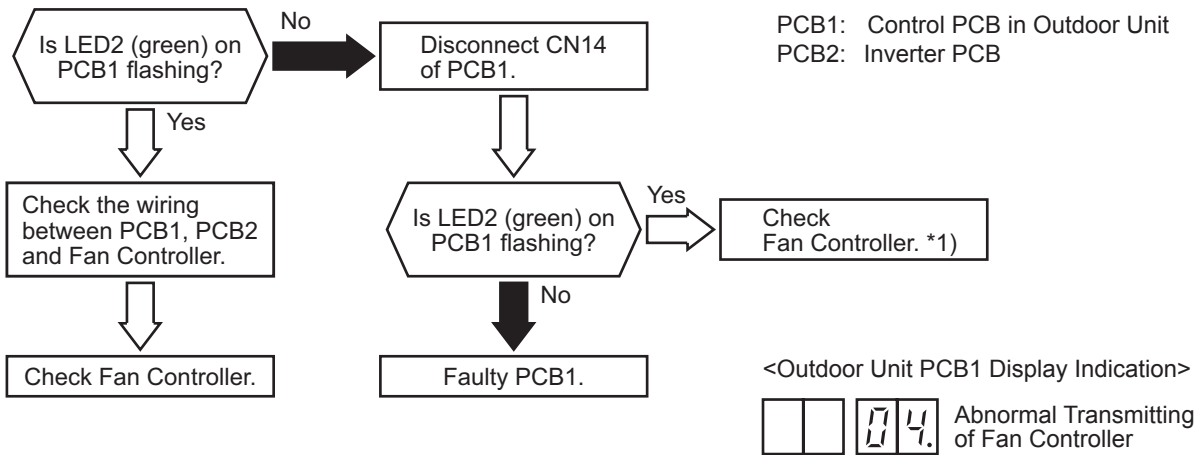 Is LED2 (green) on
PCB1 flashing?
No
Disconnect CN14
of PCB1.
PCB1: Control PCB in Outdoor Unit
PCB2: Inverter PCB
Yes
Check the wiring
between PCB1, PCB2
and Fan Controller.
Is LED2 (green) on
PCB1 flashing?
Yes
Check
Fan Controller. *1)
No
Check Fan Controller.
Faulty PCB1.
<Outdoor Unit PCB1 Display Indication>
04.
Abnormal Transmitting
of Fan Controller